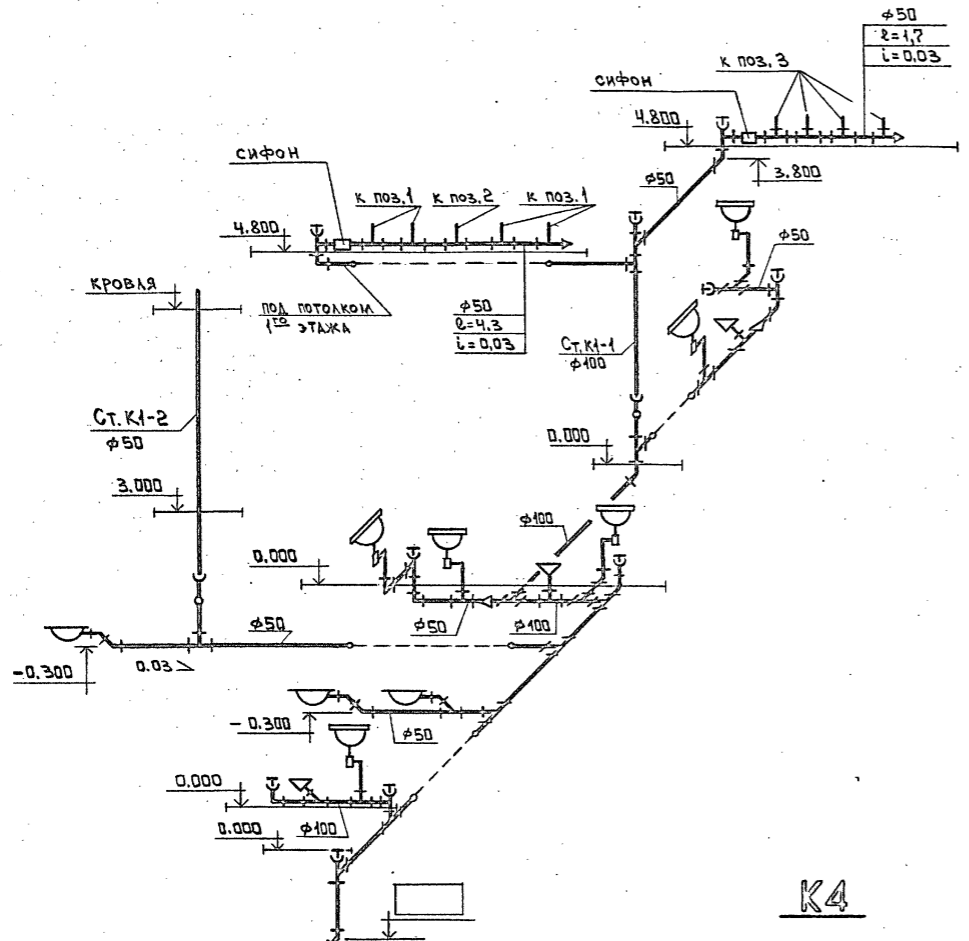 ф50
ℓ=1,7
i=0,03
к поз. 3
сифон
4.800
3.800
сифон
ф50
к поз.1
к поз.2
к поз.1
4.800
ф50
кровля
под потолком
1го этажа
ф50
ℓ=4.3
i=0,03
Ст.К1-1
ф100
Ст.К1-2
ф50
0.000
3.000
ф100
0.000
ф50
ф50
ф100
-0.300
0.03
-0.300
ф50
0.000
0.000
ф100
К4